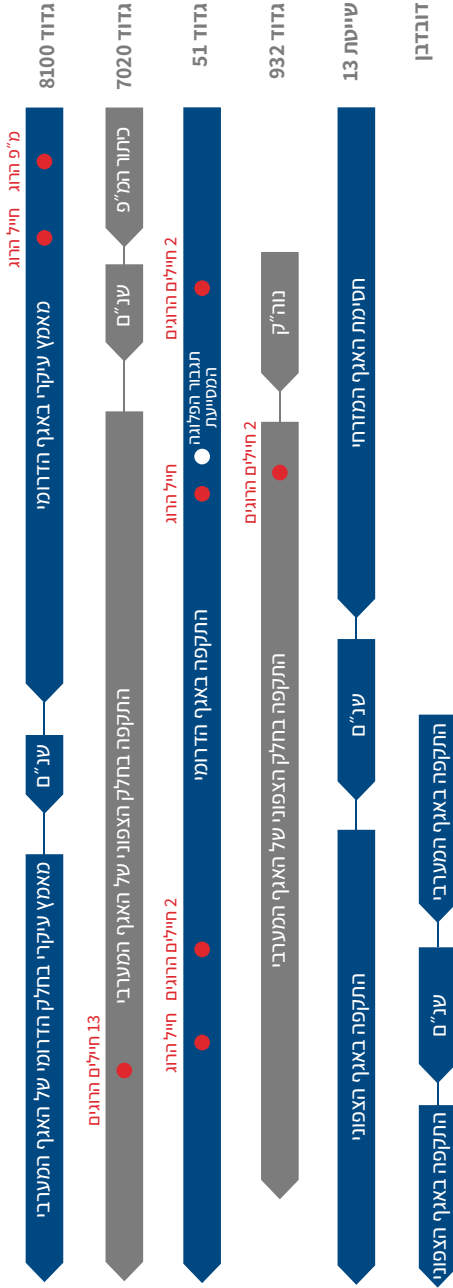 גדוד 8100
מ״פ הרוג
חייל הרוג
מאמץ עיקרי באגף הדרומי
שנ״ם
מאמץ עיקרי בחלק הדרומי של האגף המערבי
גדוד 7020
כיתור המ״פ
שנ״ם
התקפה בחלק הצפוני של האגף המערבי
13 חיילים הרוגים
גדוד 51
2 חיילים הרוגים
תגבור הפלוגה
המסייעת
חייל הרוג
התקפה באגף הדרומי
2 חיילים הרוגים
חייל הרוג
גדוד 932
נוה״ק
2 חיילים הרוגים
התקפה בחלק הצפוני של האגף המערבי
שייטת 13
חסימת האגף המזרחי
שנ״ם
התקפה באגף הצפוני
דובדבן
התקפה באגף המערבי
שנ״ם
התקפה באגף הצפוני